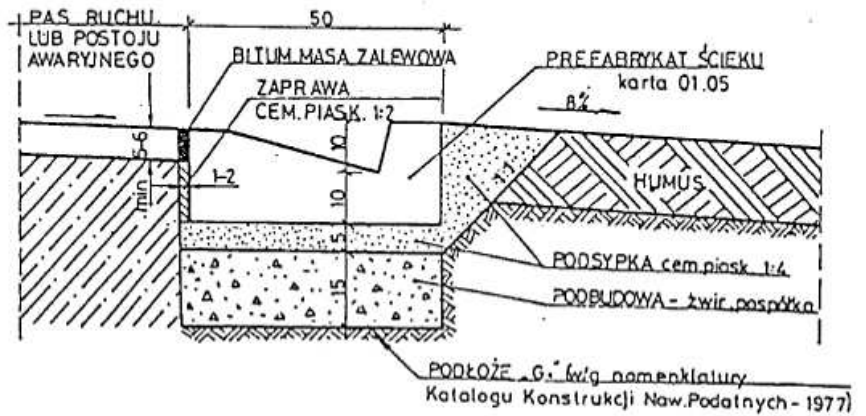 PAS RUCHU
LUB POSTOJU
AWARYJNEGO
50
BITUM. MASA ZALEWOWA
ZAPRAWA
CEM. PIASK. 1:2
PREFABRYKAT ŚCIEKU
karta 01.05
8%
min 5-6
1-2
10
10
5
15
1:1
HUMUS
PODSYPKA cem.piask. 1:4
PODBUDOWA - żwir, pospółka
PODŁOŻE „G₁" (w/g nomenklatury
Katalogu Konstrukcji Naw.Podatnych - 1977)